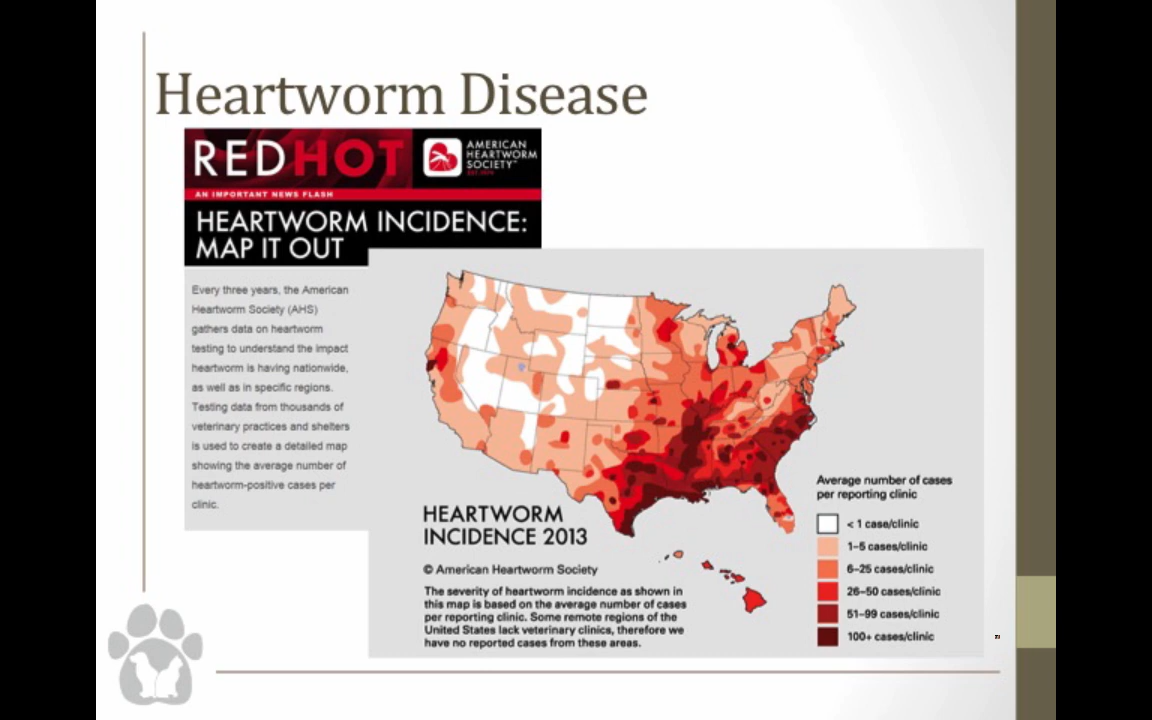 Heartworm Disease
REDHOT
AMERICAN
HEARTWORM
SOCIETY
AN IMPORTANT NEWS FLASH
HEARTWORM INCIDENCE:
MAP IT OUT
Every three years, the American
Heartworm Society (AHS)
gathers data on heartworm
testing to understand the impact
heartworm is having nationwide,
as well as in specific regions.
Testing data from thousands of
veterinary practices and shelters
is used to create a detailed map
showing the average number of
heartworm-positive cases per
clinic.
HEARTWORM
INCIDENCE 2013
© American Heartworm Society
The severity of heartworm incidence as shown in
this map is based on the average number of cases
per reporting clinic. Some remote regions of the
United States lack veterinary clinics, therefore we
have no reported cases from these areas.
Average number of cases
per reporting clinic
< 1 case/clinic
1–5 cases/clinic
6–25 cases/clinic
26–50 cases/clinic
51–99 cases/clinic
100+ cases/clinic